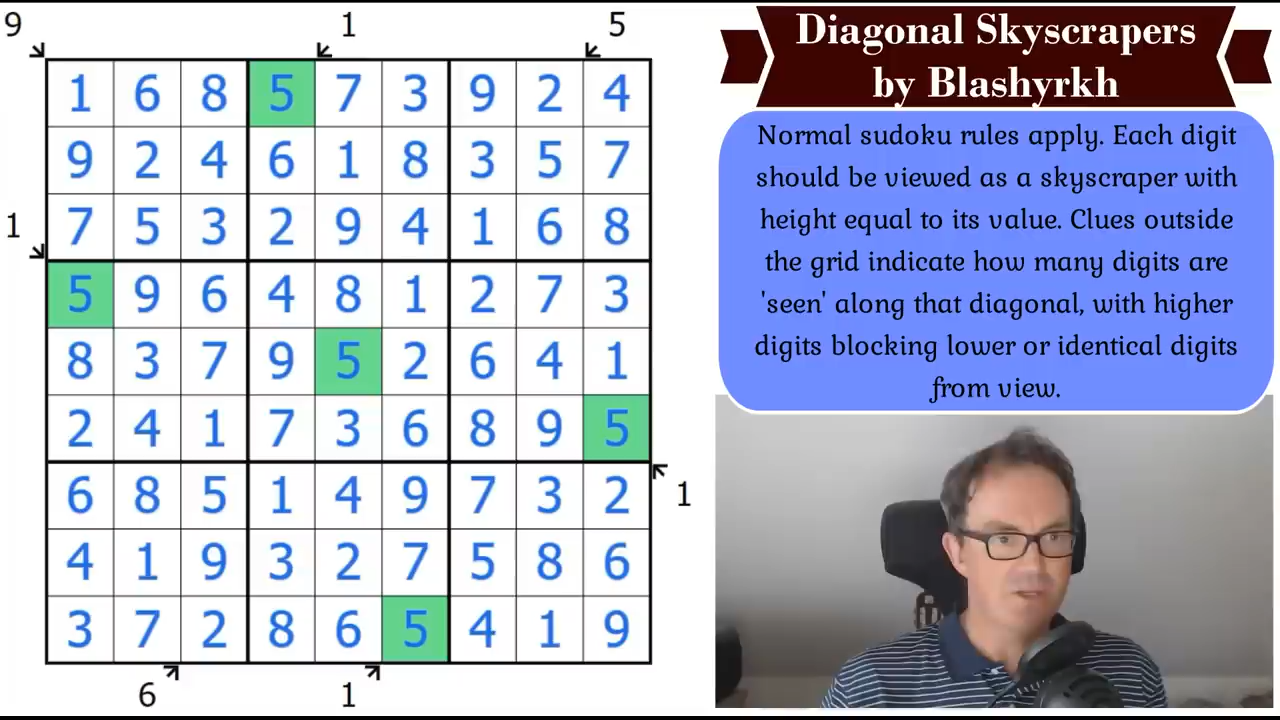 9 1 5
1 6 8 5 7 3 9 2 4
9 2 4 6 1 8 3 5 7
1
7 5 3 2 9 4 1 6 8
5 9 6 4 8 1 2 7 3
8 3 7 9 5 2 6 4 1
2 4 1 7 3 6 8 9 5
6 8 5 1 4 9 7 3 2
1
4 1 9 3 2 7 5 8 6
3 7 2 8 6 5 4 1 9
6 1
Diagonal Skyscrapers
by Blashyrkh
Normal sudoku rules apply. Each digit
should be viewed as a skyscraper with
height equal to its value. Clues outside
the grid indicate how many digits are
'seen' along that diagonal, with higher
digits blocking lower or identical digits
from view.